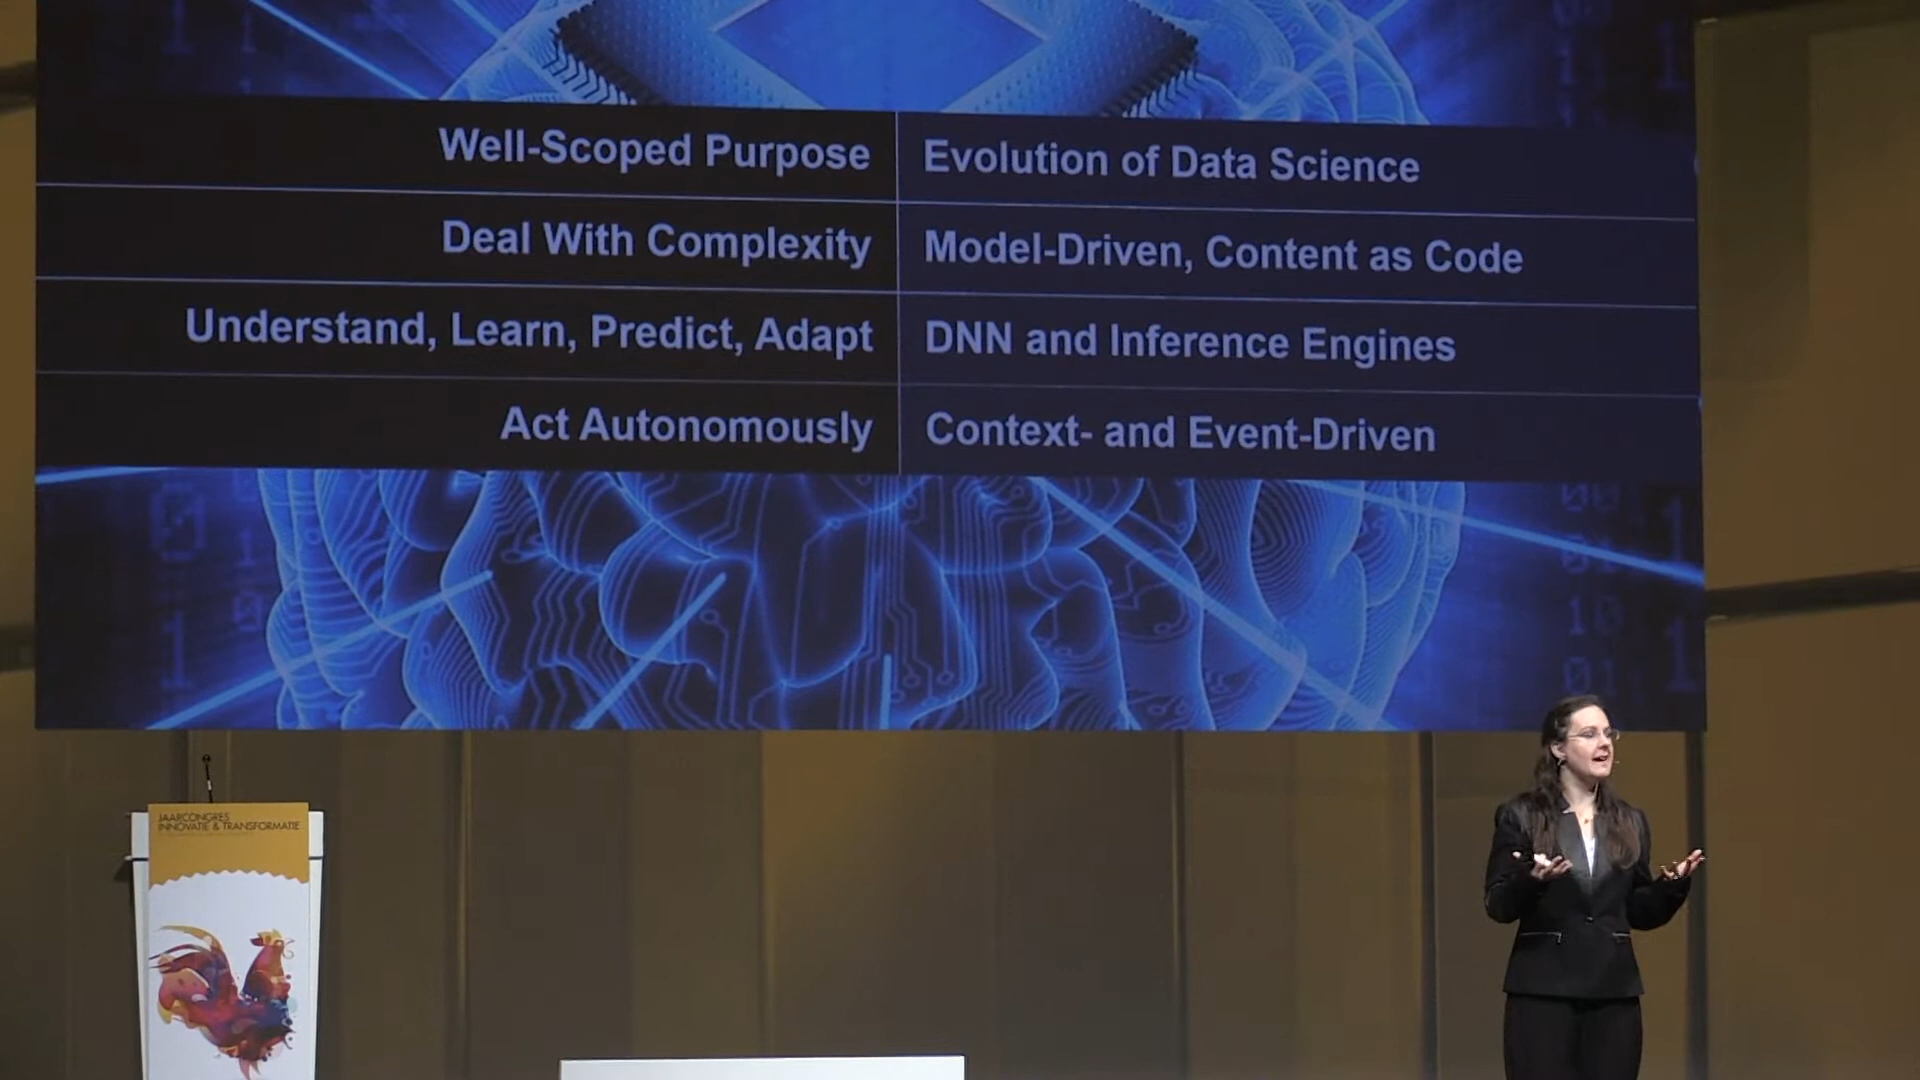 Well-Scoped Purpose
Evolution of Data Science
Deal With Complexity
Model-Driven, Content as Code
Understand, Learn, Predict, Adapt
DNN and Inference Engines
Act Autonomously
Context- and Event-Driven
JAARCONGRES
INNOVATIE & TRANSFORMATIE